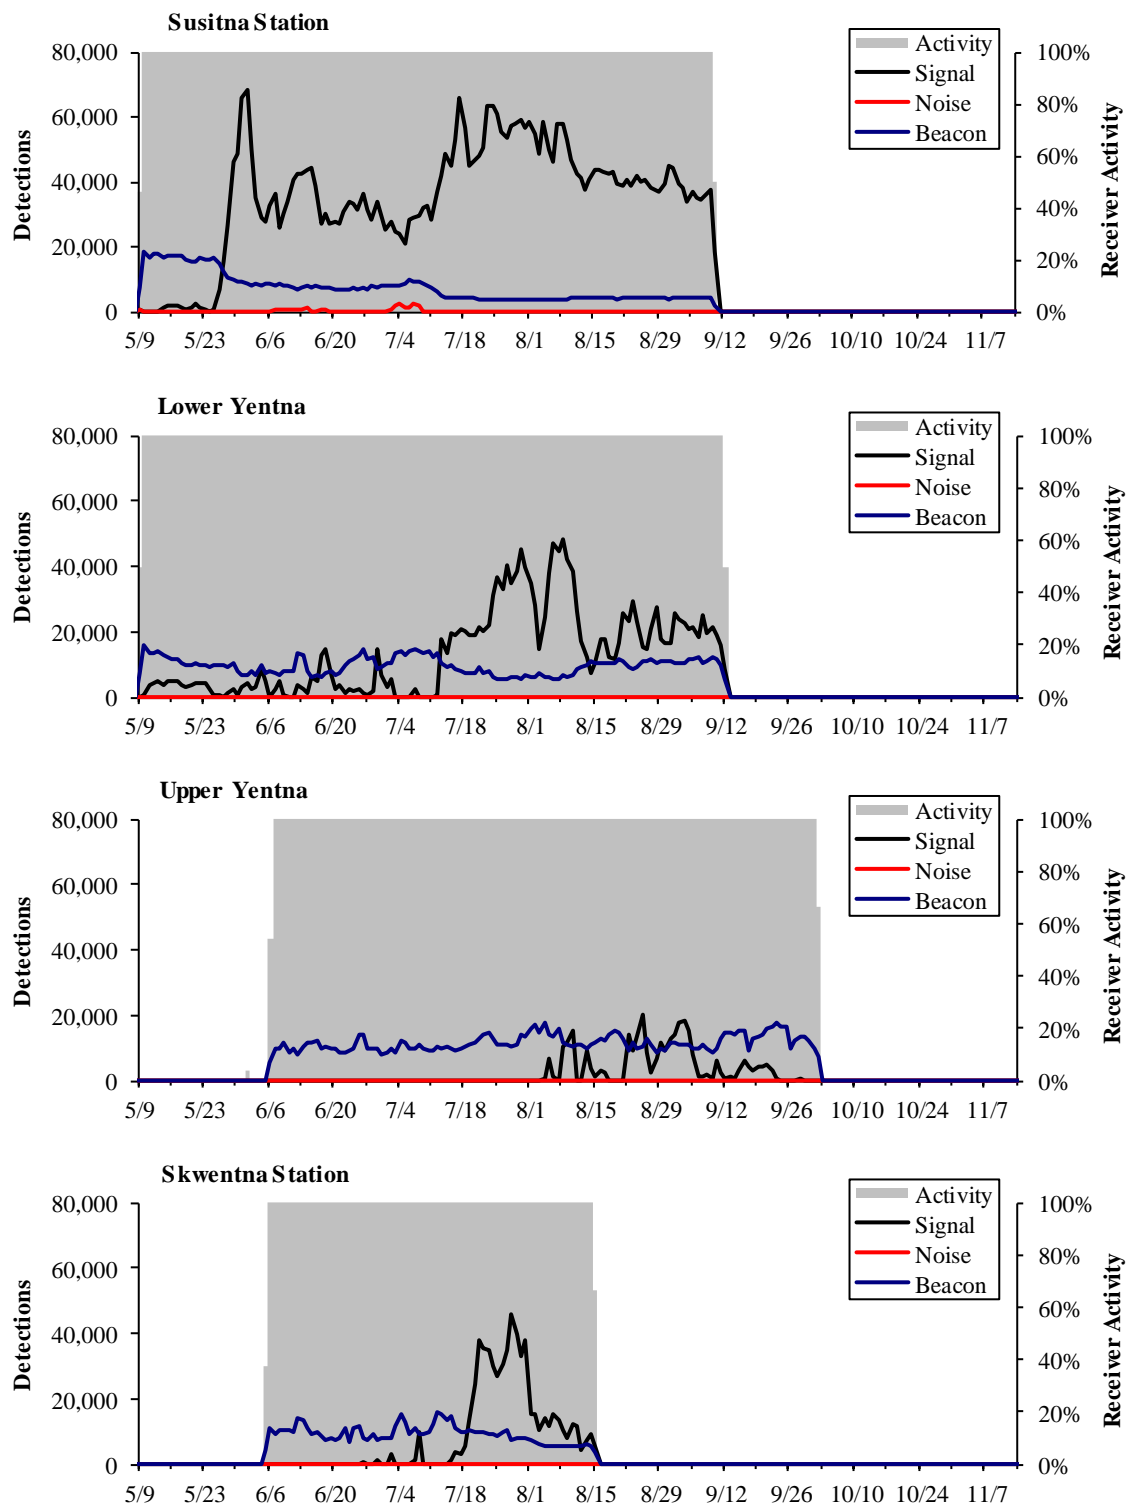 Susitna Station
80,000
60,000
40,000
20,000
0
Detections
100%
80%
60%
40%
20%
0%
Receiver Activity
Activity
Signal
Noise
Beacon
5/9 5/23 6/6 6/20 7/4 7/18 8/1 8/15 8/29 9/12 9/26 10/10 10/24 11/7
Lower Yentna
80,000
60,000
40,000
20,000
0
Detections
100%
80%
60%
40%
20%
0%
Receiver Activity
Activity
Signal
Noise
Beacon
5/9 5/23 6/6 6/20 7/4 7/18 8/1 8/15 8/29 9/12 9/26 10/10 10/24 11/7
Upper Yentna
80,000
60,000
40,000
20,000
0
Detections
100%
80%
60%
40%
20%
0%
Receiver Activity
Activity
Signal
Noise
Beacon
5/9 5/23 6/6 6/20 7/4 7/18 8/1 8/15 8/29 9/12 9/26 10/10 10/24 11/7
Skwentna Station
80,000
60,000
40,000
20,000
0
Detections
100%
80%
60%
40%
20%
0%
Receiver Activity
Activity
Signal
Noise
Beacon
5/9 5/23 6/6 6/20 7/4 7/18 8/1 8/15 8/29 9/12 9/26 10/10 10/24 11/7